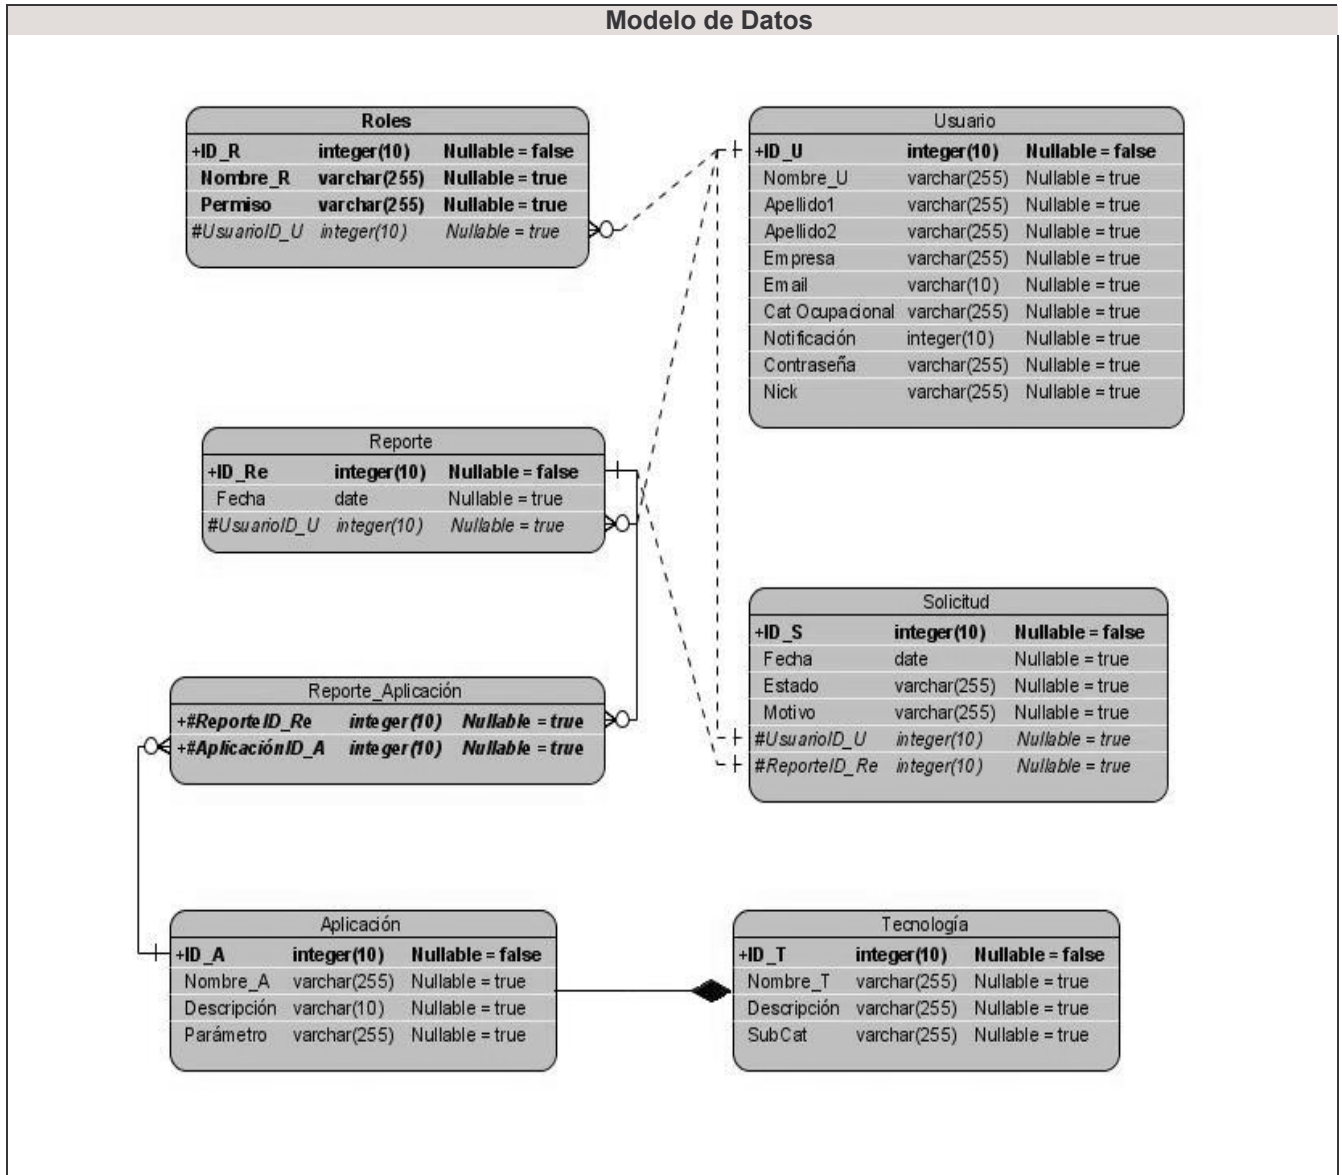 Modelo de Datos
Roles
+ID_R integer(10) Nullable = false
Nombre_R varchar(255) Nullable = true
Permiso varchar(255) Nullable = true
#UsuarioID_U integer(10) Nullable = true
Usuario
+ID_U integer(10) Nullable = false
Nombre_U varchar(255) Nullable = true
Apellido1 varchar(255) Nullable = true
Apellido2 varchar(255) Nullable = true
Empresa varchar(255) Nullable = true
Email varchar(10) Nullable = true
Cat Ocupacional varchar(255) Nullable = true
Notificación integer(10) Nullable = true
Contraseña varchar(255) Nullable = true
Nick varchar(255) Nullable = true
Reporte
+ID_Re integer(10) Nullable = false
Fecha date Nullable = true
#UsuarioID_U integer(10) Nullable = true
Solicitud
+ID_S integer(10) Nullable = false
Fecha date Nullable = true
Estado varchar(255) Nullable = true
Motivo varchar(255) Nullable = true
#UsuarioID_U integer(10) Nullable = true
#ReporteID_Re integer(10) Nullable = true
Reporte_Aplicación
+#ReporteID_Re integer(10) Nullable = true
+#AplicaciónID_A integer(10) Nullable = true
Aplicación
+ID_A integer(10) Nullable = false
Nombre_A varchar(255) Nullable = true
Descripción varchar(10) Nullable = true
Parámetro varchar(255) Nullable = true
Tecnología
+ID_T integer(10) Nullable = false
Nombre_T varchar(255) Nullable = true
Descripción varchar(255) Nullable = true
SubCat varchar(255) Nullable = true